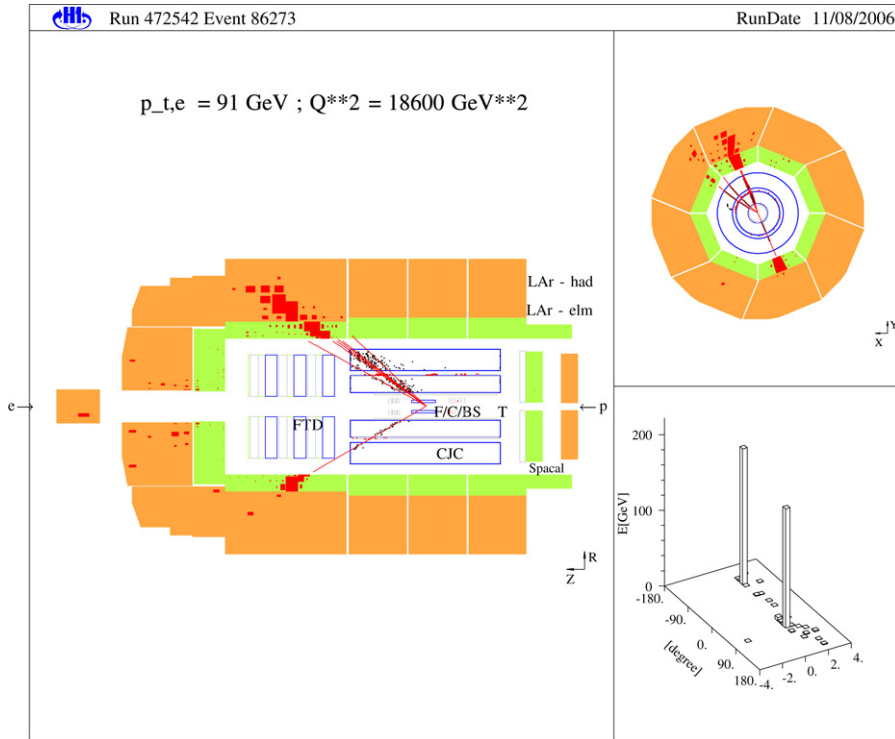 H1 Run 472542 Event 86273
RunDate 11/08/2006
p_t,e = 91 GeV ; Q**2 = 18600 GeV**2
LAr - had
LAr - elm
e
FTD
F/C/BS T
p
CJC
Spacal
R
Z
Y
X
E[GeV]
200
100
0
-180.
-90.
0.
90.
180.
[degree]
-4.
-2.
0.
2.
4.